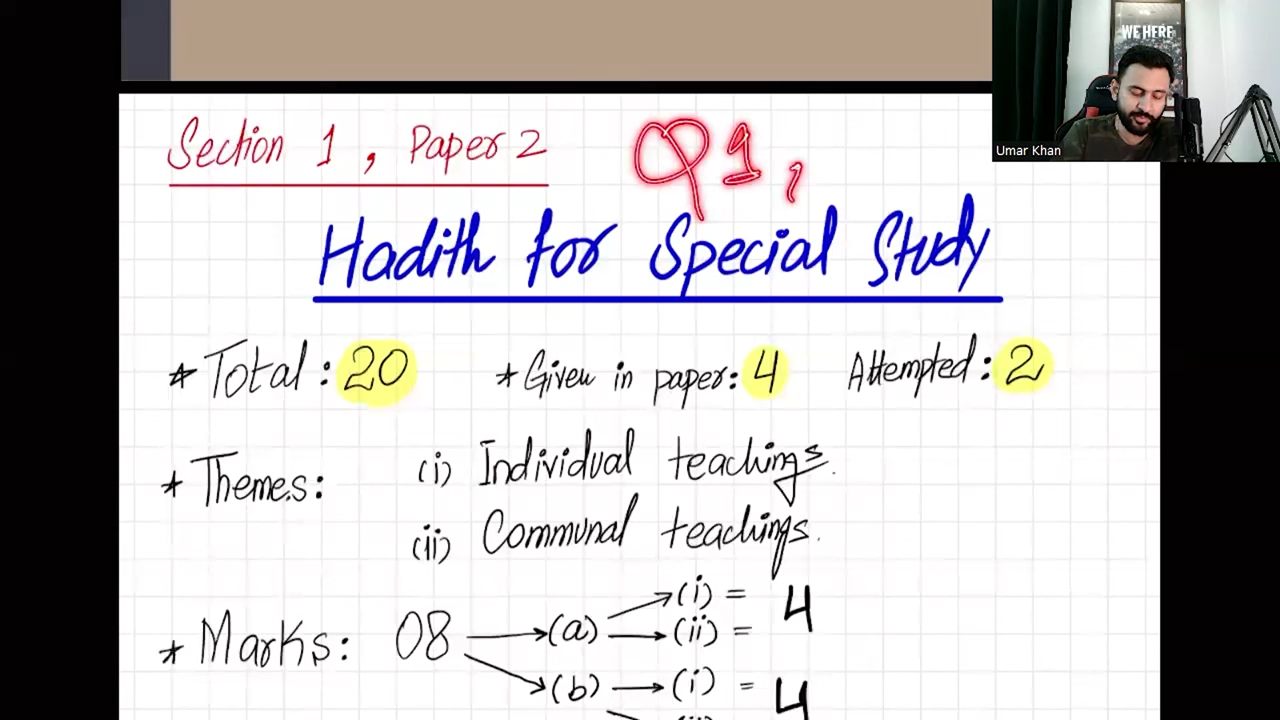 WE HERE
Umar Khan
Section 1, Paper 2 Q1,
Hadith for Special Study
* Total: 20 * Given in paper: 4 Attempted: 2
* Themes: (i) Individual teachings.
(ii) Communal teachings.
* Marks: 08 → (a) → (i) = 4
→ (ii) =
→ (b) → (i) = 4